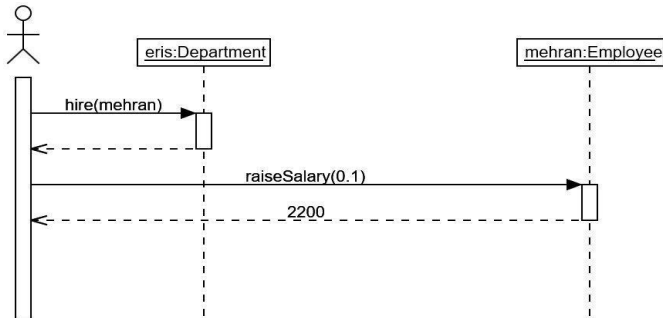 eris:Department
mehran:Employee
hire(mehran)
raiseSalary(0.1)
2200